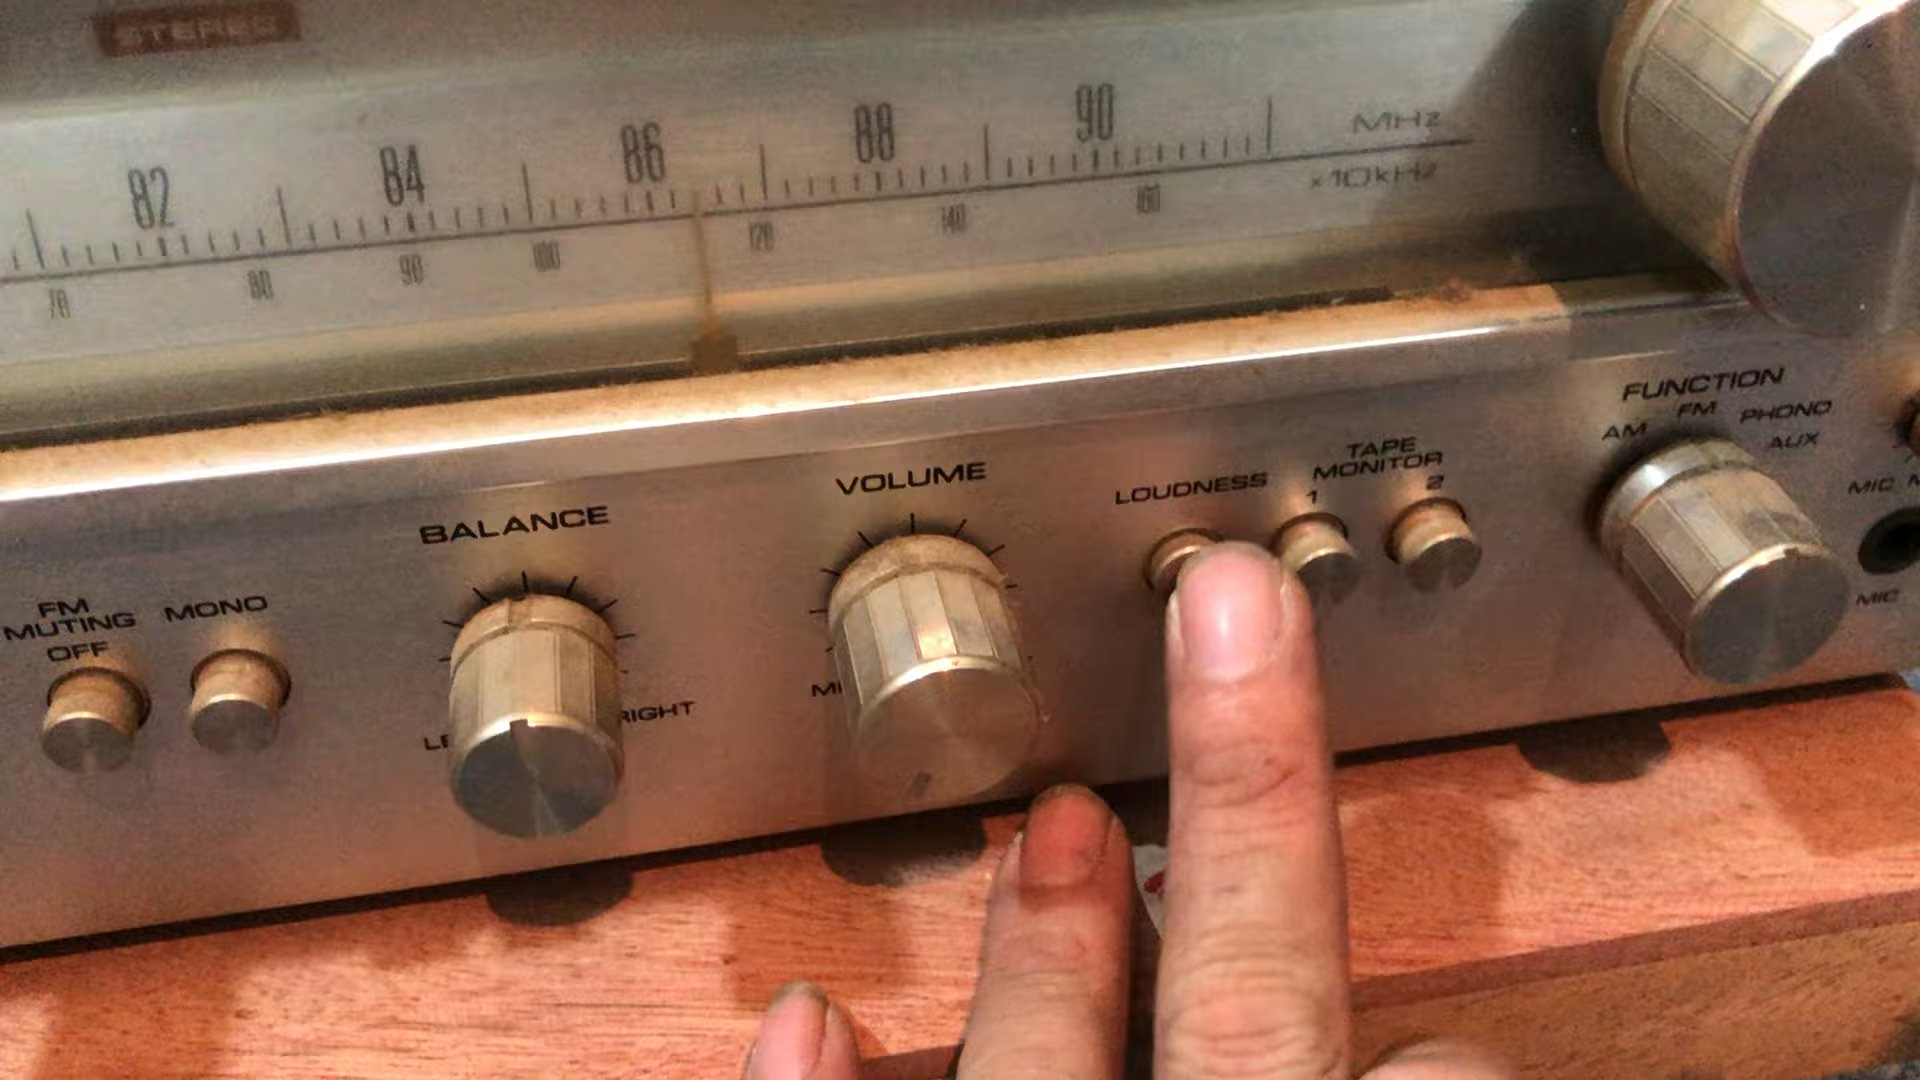 STEREO
82 84 86 88 90 MHz
70 80 90 100 120 140 160 x10kHz
FUNCTION
AM FM PHONO
AUX
VOLUME
TAPE
MONITOR
LOUDNESS 1 2
BALANCE
MIC
FM
MUTING
OFF
MONO
MIC
RIGHT